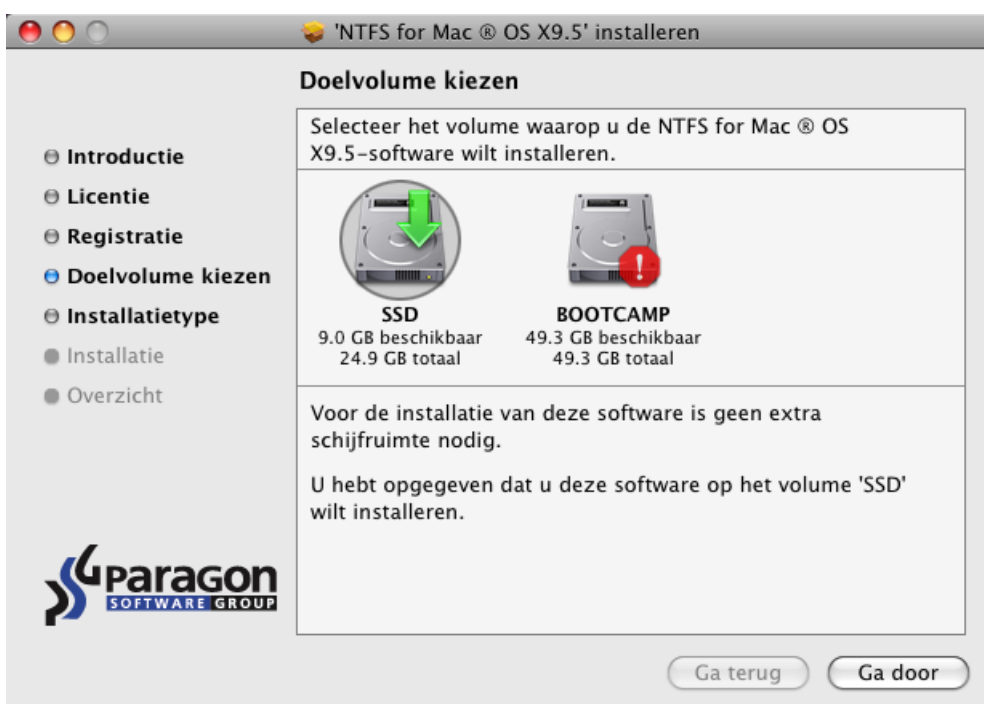 'NTFS for Mac ® OS X9.5' installeren
Doelvolume kiezen
Introductie
Licentie
Registratie
Doelvolume kiezen
Installatietype
Installatie
Overzicht
Selecteer het volume waarop u de NTFS for Mac ® OS
X9.5-software wilt installeren.
SSD
9.0 GB beschikbaar
24.9 GB totaal
BOOTCAMP
49.3 GB beschikbaar
49.3 GB totaal
Voor de installatie van deze software is geen extra
schijfruimte nodig.
U hebt opgegeven dat u deze software op het volume 'SSD'
wilt installeren.
Paragon
SOFTWARE GROUP
Ga terug
Ga door